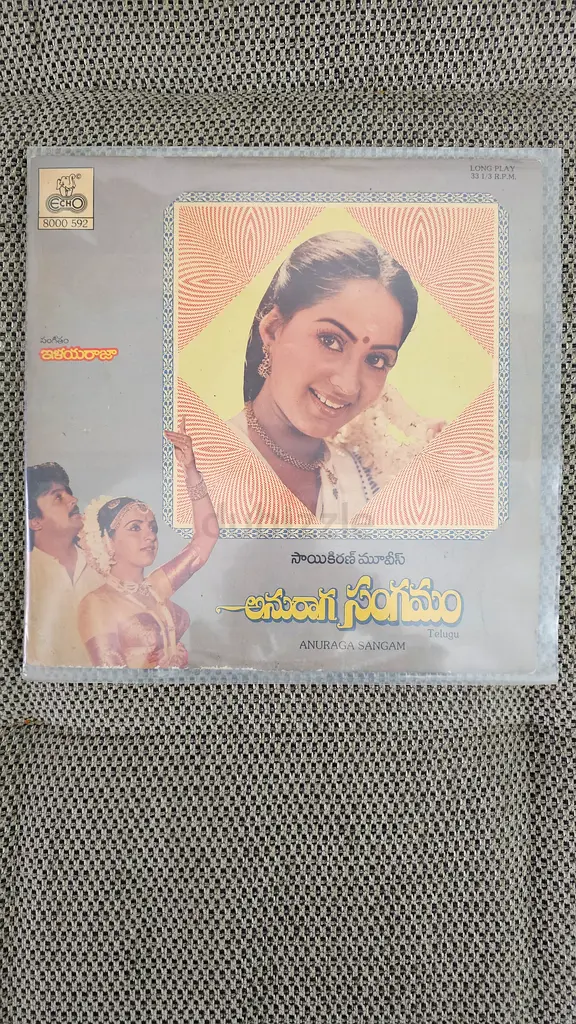 ECHO
8000 592
LONG PLAY
33 1/3 R.P.M.
సంగీతం
ఇళయరాజా
సాయికిరణ్ మూవీస్
అనురాగ సంగమం
Telugu
ANURAGA SANGAM